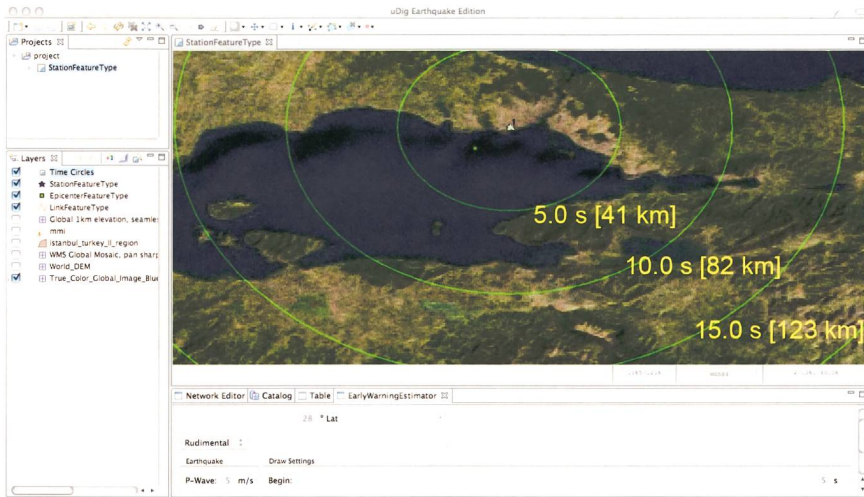 uDig Earthquake Edition
Projects
project
StationFeatureType
StationFeatureType
Layers
Time Circles
StationFeatureType
EpicenterFeatureType
LinkFeatureType
Global 1km elevation, seamles
mmi
istanbul_turkey_ll_region
WMS Global Mosaic, pan sharp
World_DEM
True_Color_Global_Image_Blue
5.0 s [41 km]
10.0 s [82 km]
15.0 s [123 km]
Network Editor Catalog Table EarlyWarningEstimator
28 ° Lat
Rudimental
Earthquake Draw Settings
P-Wave: 5 m/s Begin: 5 s